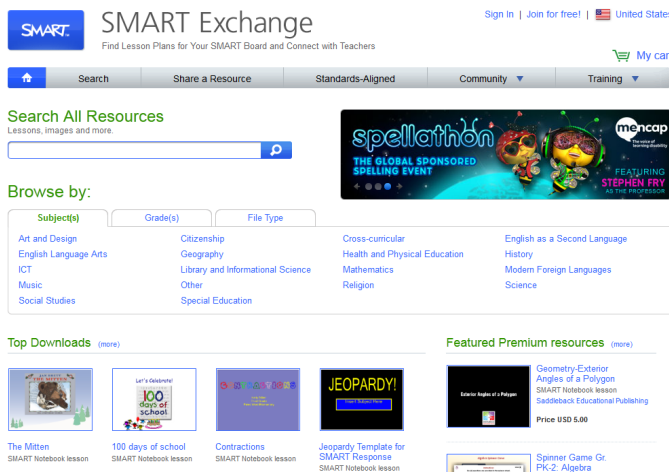 SMART
SMART Exchange
Find Lesson Plans for Your SMART Board and Connect with Teachers
Sign In | Join for free! | United States
My car
Search
Share a Resource
Standards-Aligned
Community
Training
Search All Resources
Lessons, images and more.
spellathon
THE GLOBAL SPONSORED
SPELLING EVENT
mencap
The voice of
learning disability
FEATURING
STEPHEN FRY
AS THE PROFESSOR
Browse by:
Subject(s)
Grade(s)
File Type
Art and Design
Citizenship
Cross-curricular
English as a Second Language
English Language Arts
Geography
Health and Physical Education
History
ICT
Library and Informational Science
Mathematics
Modern Foreign Languages
Music
Other
Religion
Science
Social Studies
Special Education
Top Downloads (more)
THE MITTEN
The Mitten
SMART Notebook lesson
Let's Celebrate!
100
days of
school
100 days of school
SMART Notebook lesson
CONTRACTIONS
Contractions
SMART Notebook lesson
JEOPARDY!
Jeopardy Template for
SMART Response
SMART Notebook lesson
Featured Premium resources (more)
Exterior Angles of a Polygon
Geometry-Exterior
Angles of a Polygon
SMART Notebook lesson
Saddleback Educational Publishing
Price USD 5.00
Spinner Game Gr.
PK-2: Algebra